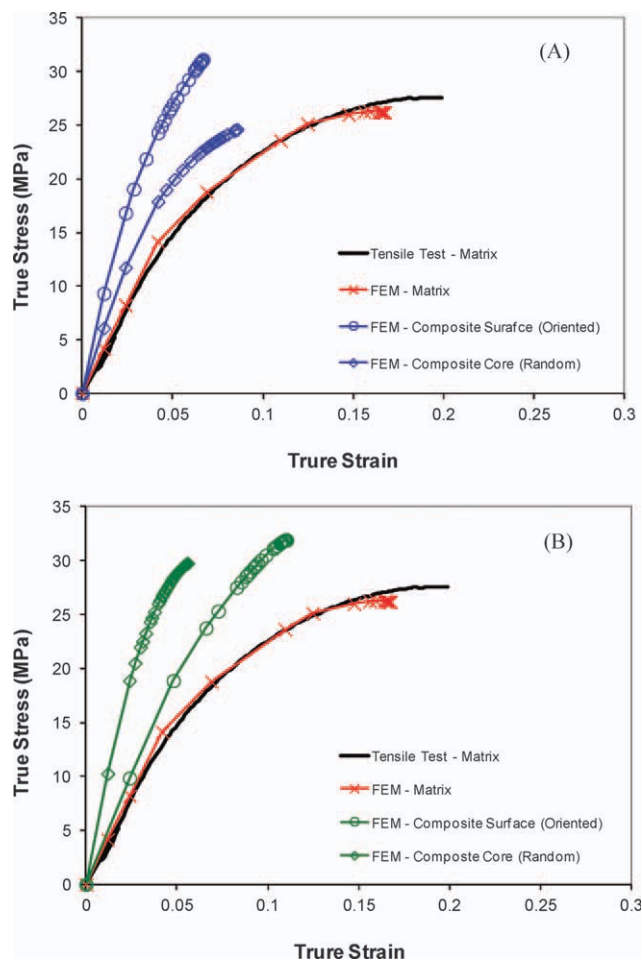 35
(A)
30
25
20
15
10
5
0
True Stress (MPa)
Tensile Test - Matrix
FEM - Matrix
FEM - Composite Surafce (Oriented)
FEM - Composite Core (Random)
0 0.05 0.1 0.15 0.2 0.25 0.3
Trure Strain
35
(B)
30
25
20
15
10
5
0
True Stress (MPa)
Tensile Test - Matrix
FEM - Matrix
FEM - Composite Surface (Oriented)
FEM - Composte Core (Random)
0 0.05 0.1 0.15 0.2 0.25 0.3
Trure Strain